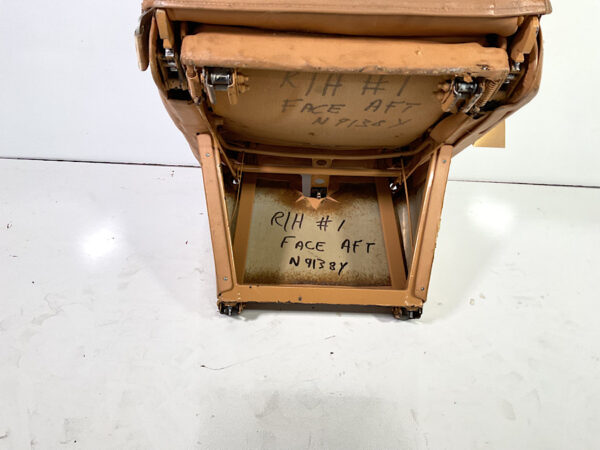 R/H #1
FACE AFT
N9138Y
R/H #1
FACE AFT
N9138Y